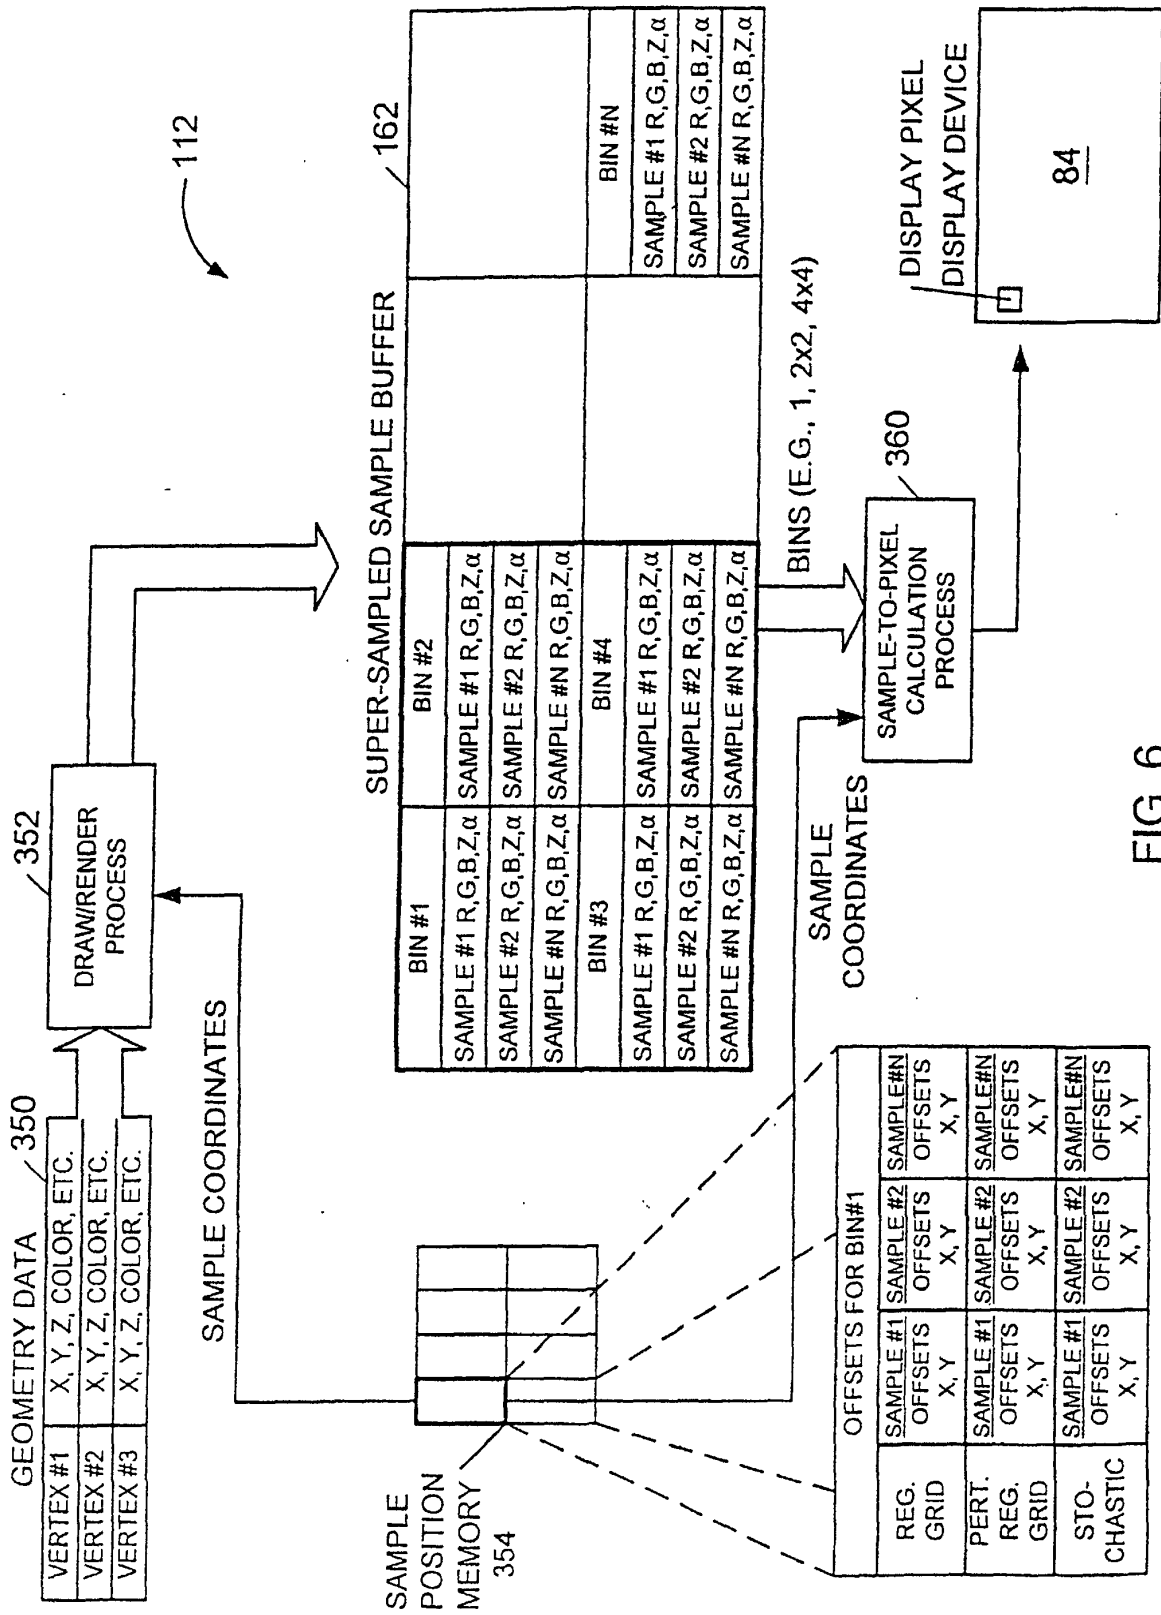 112
GEOMETRY DATA
350
VERTEX #1 X, Y, Z, COLOR, ETC.
VERTEX #2 X, Y, Z, COLOR, ETC.
VERTEX #3 X, Y, Z, COLOR, ETC.
352
DRAW/RENDER
PROCESS
SAMPLE COORDINATES
SUPER-SAMPLED SAMPLE BUFFER
162
BIN #1
SAMPLE #1 R,G,B,Z,α
SAMPLE #2 R,G,B,Z,α
SAMPLE #N R,G,B,Z,α
BIN #2
SAMPLE #1 R,G,B,Z,α
SAMPLE #2 R,G,B,Z,α
SAMPLE #N R,G,B,Z,α
BIN #3
SAMPLE #1 R,G,B,Z,α
SAMPLE #2 R,G,B,Z,α
SAMPLE #N R,G,B,Z,α
BIN #4
SAMPLE #1 R,G,B,Z,α
SAMPLE #2 R,G,B,Z,α
SAMPLE #N R,G,B,Z,α
BIN #N
SAMPLE #1 R,G,B,Z,α
SAMPLE #2 R,G,B,Z,α
SAMPLE #N R,G,B,Z,α
SAMPLE
POSITION
MEMORY
354
BINS (E.G., 1, 2x2, 4x4)
SAMPLE
COORDINATES
360
SAMPLE-TO-PIXEL
CALCULATION
PROCESS
DISPLAY PIXEL
DISPLAY DEVICE
84
OFFSETS FOR BIN#1
REG.
GRID
SAMPLE #1
OFFSETS
X, Y
SAMPLE #2
OFFSETS
X, Y
SAMPLE#N
OFFSETS
X, Y
PERT.
REG.
GRID
SAMPLE #1
OFFSETS
X, Y
SAMPLE #2
OFFSETS
X, Y
SAMPLE#N
OFFSETS
X, Y
STO-
CHASTIC
SAMPLE #1
OFFSETS
X, Y
SAMPLE #2
OFFSETS
X, Y
SAMPLE#N
OFFSETS
X, Y
FIG. 6